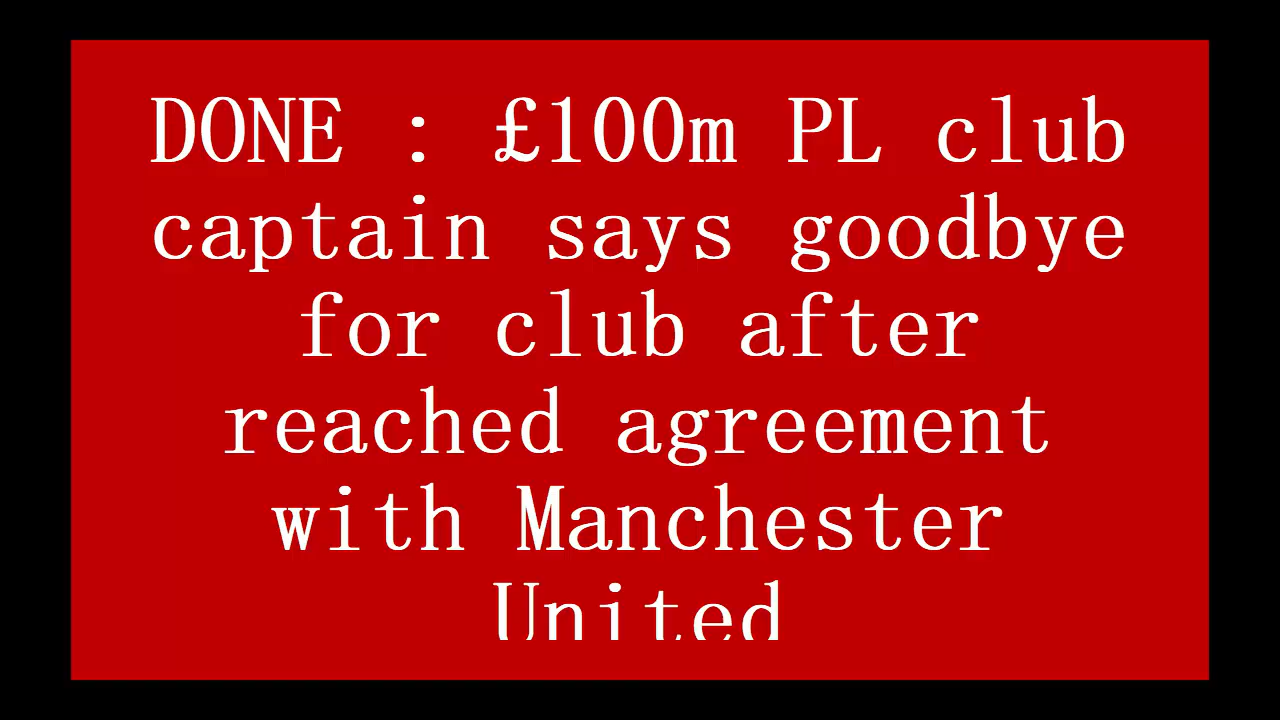 DONE : £100m PL club
captain says goodbye
for club after
reached agreement
with Manchester
United